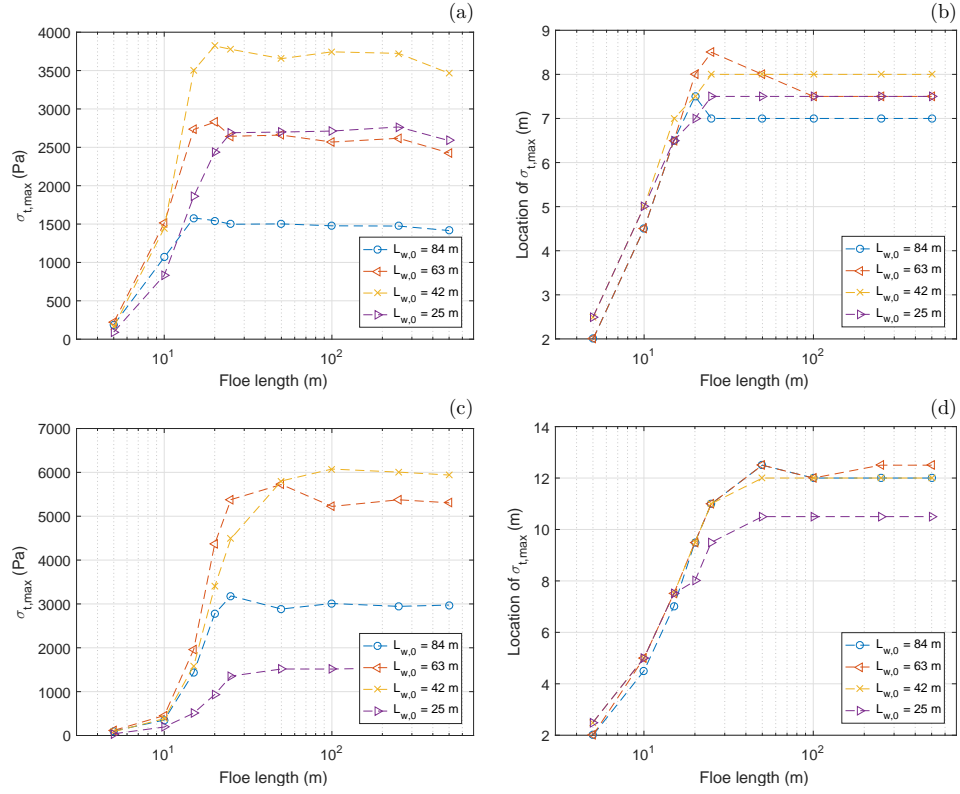 (a)
4000
3500
3000
2500
2000
1500
1000
500
0
σt,max (Pa)
10^1
10^2
Floe length (m)
Lw,0 = 84 m
Lw,0 = 63 m
Lw,0 = 42 m
Lw,0 = 25 m
(b)
9
8
7
6
5
4
3
2
Location of σt,max (m)
10^1
10^2
Floe length (m)
Lw,0 = 84 m
Lw,0 = 63 m
Lw,0 = 42 m
Lw,0 = 25 m
(c)
7000
6000
5000
4000
3000
2000
1000
0
σt,max (Pa)
10^1
10^2
Floe length (m)
Lw,0 = 84 m
Lw,0 = 63 m
Lw,0 = 42 m
Lw,0 = 25 m
(d)
14
12
10
8
6
4
2
Location of σt,max (m)
10^1
10^2
Floe length (m)
Lw,0 = 84 m
Lw,0 = 63 m
Lw,0 = 42 m
Lw,0 = 25 m